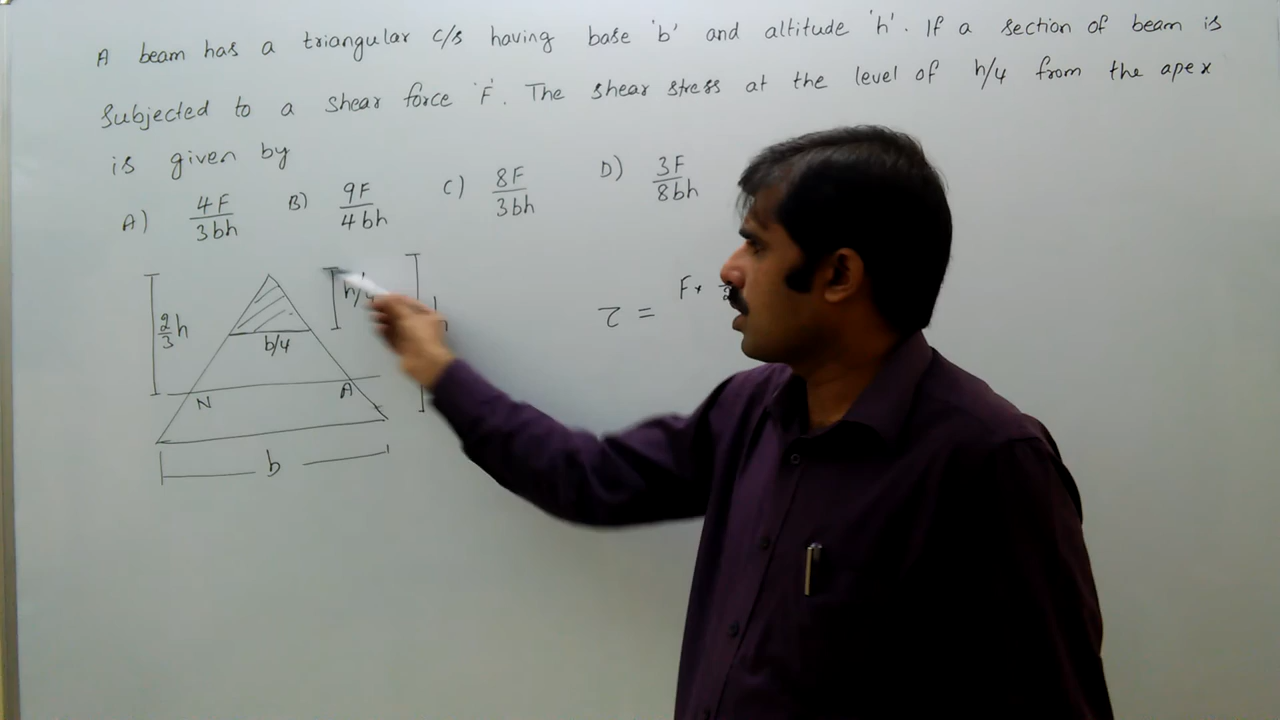 A beam has a triangular c/s having base 'b' and altitude 'h'. If a section of beam is
subjected to a shear force 'F'. The shear stress at the level of h/4 from the apex
is given by
A) 4F/3bh B) 9F/4bh C) 8F/3bh D) 3F/8bh
2/3 h
h/4
b/4
N A
b
τ = F×